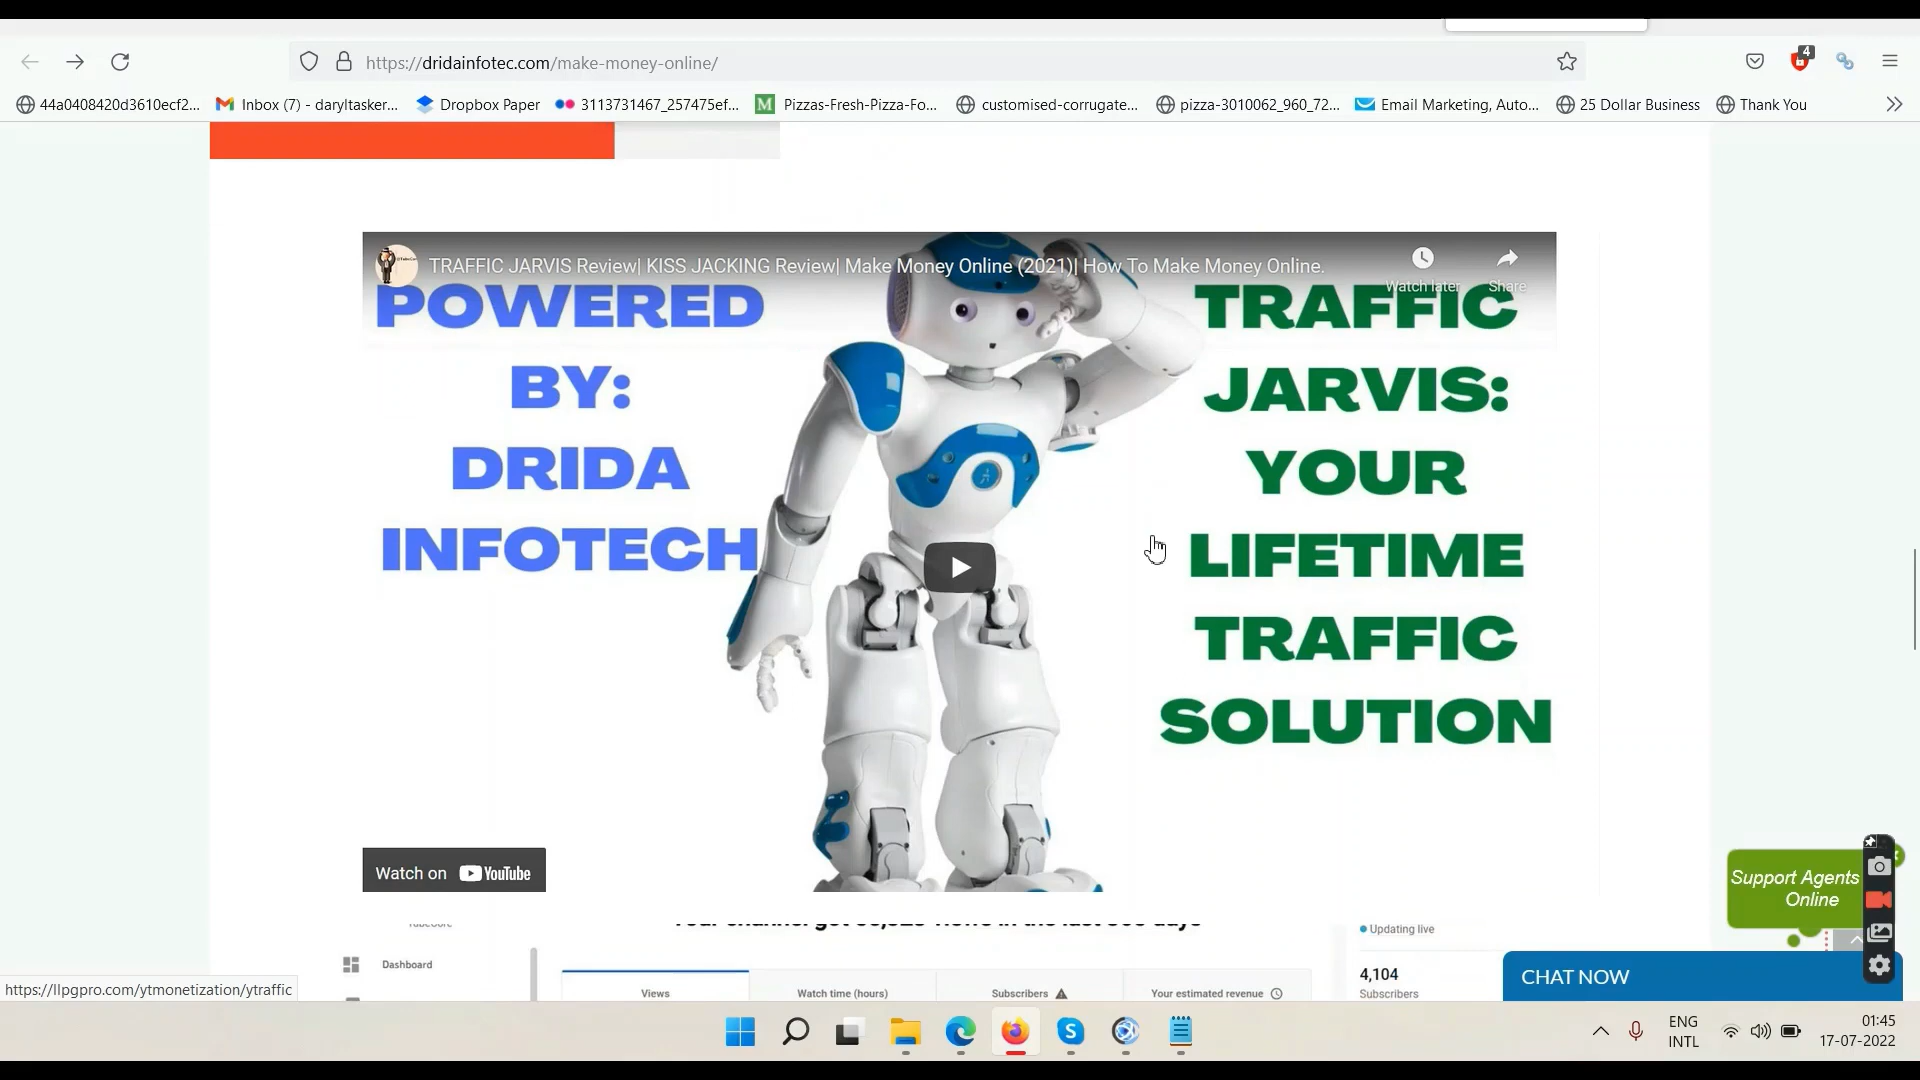 4
https://dridainfotec.com/make-money-online/
44a0408420d3610ecf2...
Inbox (7) - daryltasker...
Dropbox Paper
3113731467_257475ef...
M
Pizzas-Fresh-Pizza-Fo...
customised-corrugate...
pizza-3010062_960_72...
Email Marketing, Auto...
25 Dollar Business
Thank You
TRAFFIC JARVIS Review| KISS JACKING Review| Make Money Online (2021)| How To Make Money Online.
Watch later
Share
POWERED
BY:
DRIDA
INFOTECH
TRAFFIC
JARVIS:
YOUR
LIFETIME
TRAFFIC
SOLUTION
Watch on YouTube
Support Agents
Online
Updating live
Dashboard
4,104
Subscribers
Views
Watch time (hours)
Subscribers
Your estimated revenue
CHAT NOW
https://llpgpro.com/ytmonetization/ytraffic
S
ENG
INTL
01:45
17-07-2022